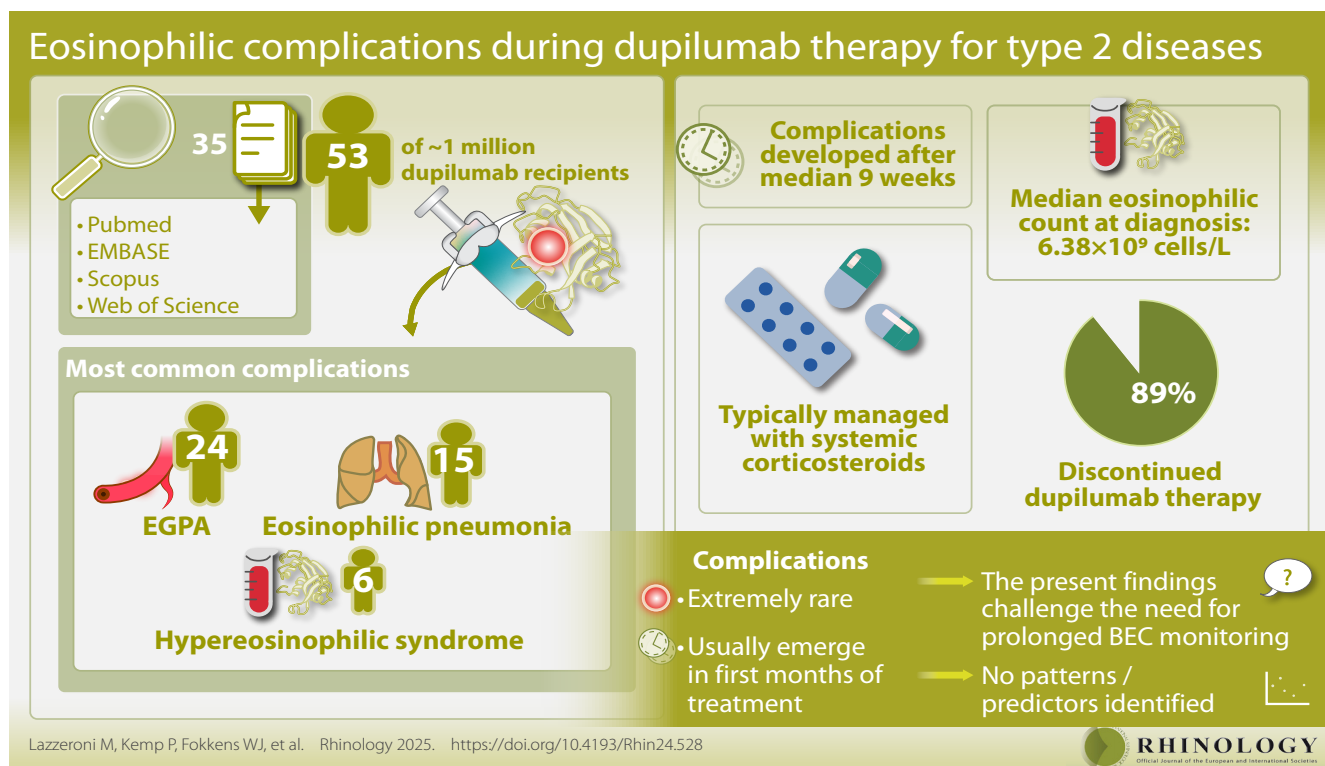 Eosinophilic complications during dupilumab therapy for type 2 diseases
35
53
of ~1 million
dupilumab recipients
• Pubmed
• EMBASE
• Scopus
• Web of Science
Most common complications
24
EGPA
15
Eosinophilic pneumonia
6
Hypereosinophilic syndrome
Complications
developed after
median 9 weeks
Median eosinophilic
count at diagnosis:
6.38×10⁹ cells/L
Typically managed
with systemic
corticosteroids
89%
Discontinued
dupilumab therapy
Complications
• Extremely rare
• Usually emerge
in first months of
treatment
The present findings
challenge the need for
prolonged BEC monitoring
?
No patterns /
predictors identified
Lazzeroni M, Kemp P, Fokkens WJ, et al. Rhinology 2025. https://doi.org/10.4193/Rhin24.528
RHINOLOGY
Official Journal of the European and International Societies